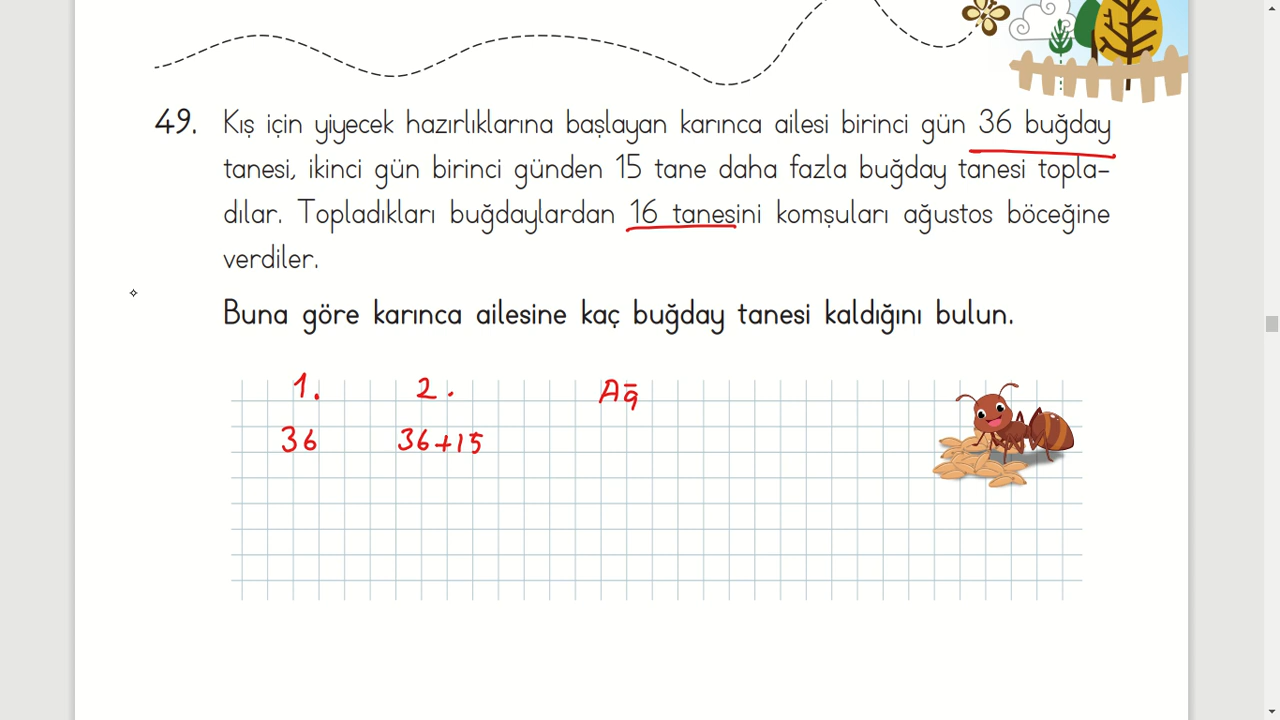 49. Kış için yiyecek hazırlıklarına başlayan karınca ailesi birinci gün 36 buğday
tanesi, ikinci gün birinci günden 15 tane daha fazla buğday tanesi topla-
dılar. Topladıkları buğdaylardan 16 tanesini komşuları ağustos böceğine
verdiler.
Buna göre karınca ailesine kaç buğday tanesi kaldığını bulun.
1. 2.
36 36+15